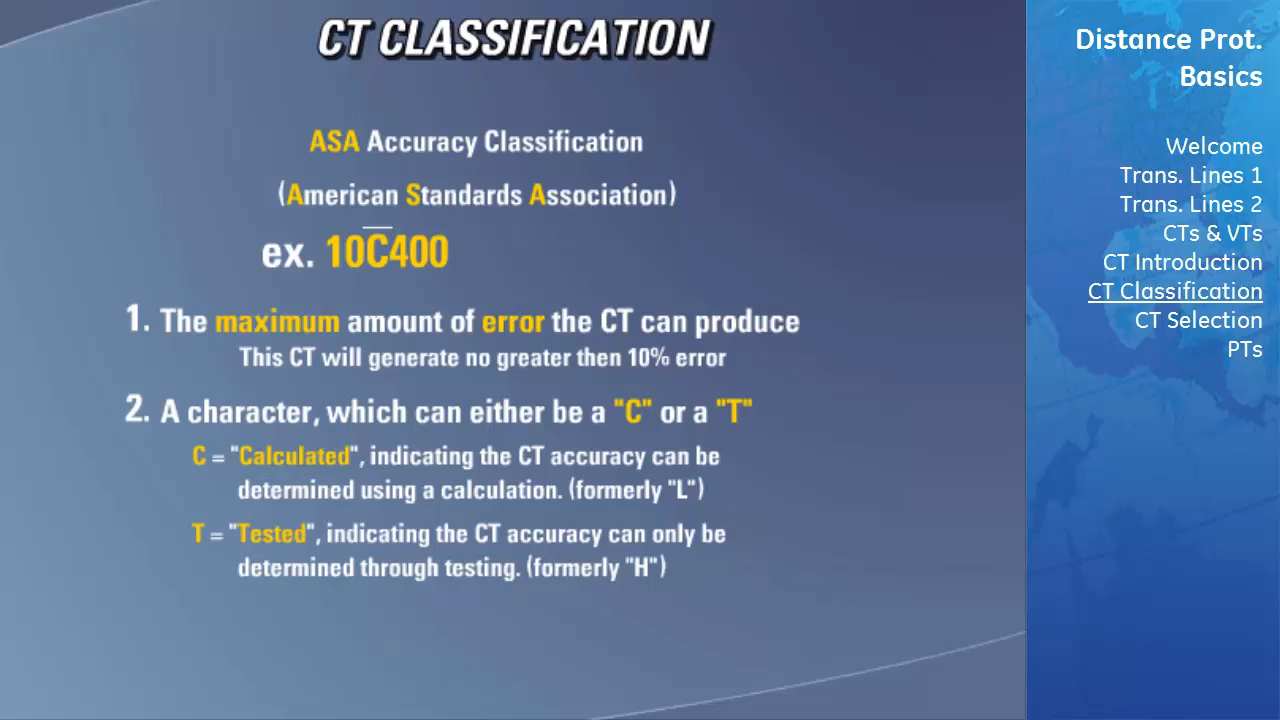 CT CLASSIFICATION
ASA Accuracy Classification
(American Standards Association)
ex. 10C400
1. The maximum amount of error the CT can produce
This CT will generate no greater then 10% error
2. A character, which can either be a "C" or a "T"
C = "Calculated", indicating the CT accuracy can be
determined using a calculation. (formerly "L")
T = "Tested", indicating the CT accuracy can only be
determined through testing. (formerly "H")
Distance Prot.
Basics
Welcome
Trans. Lines 1
Trans. Lines 2
CTs & VTs
CT Introduction
CT Classification
CT Selection
PTs